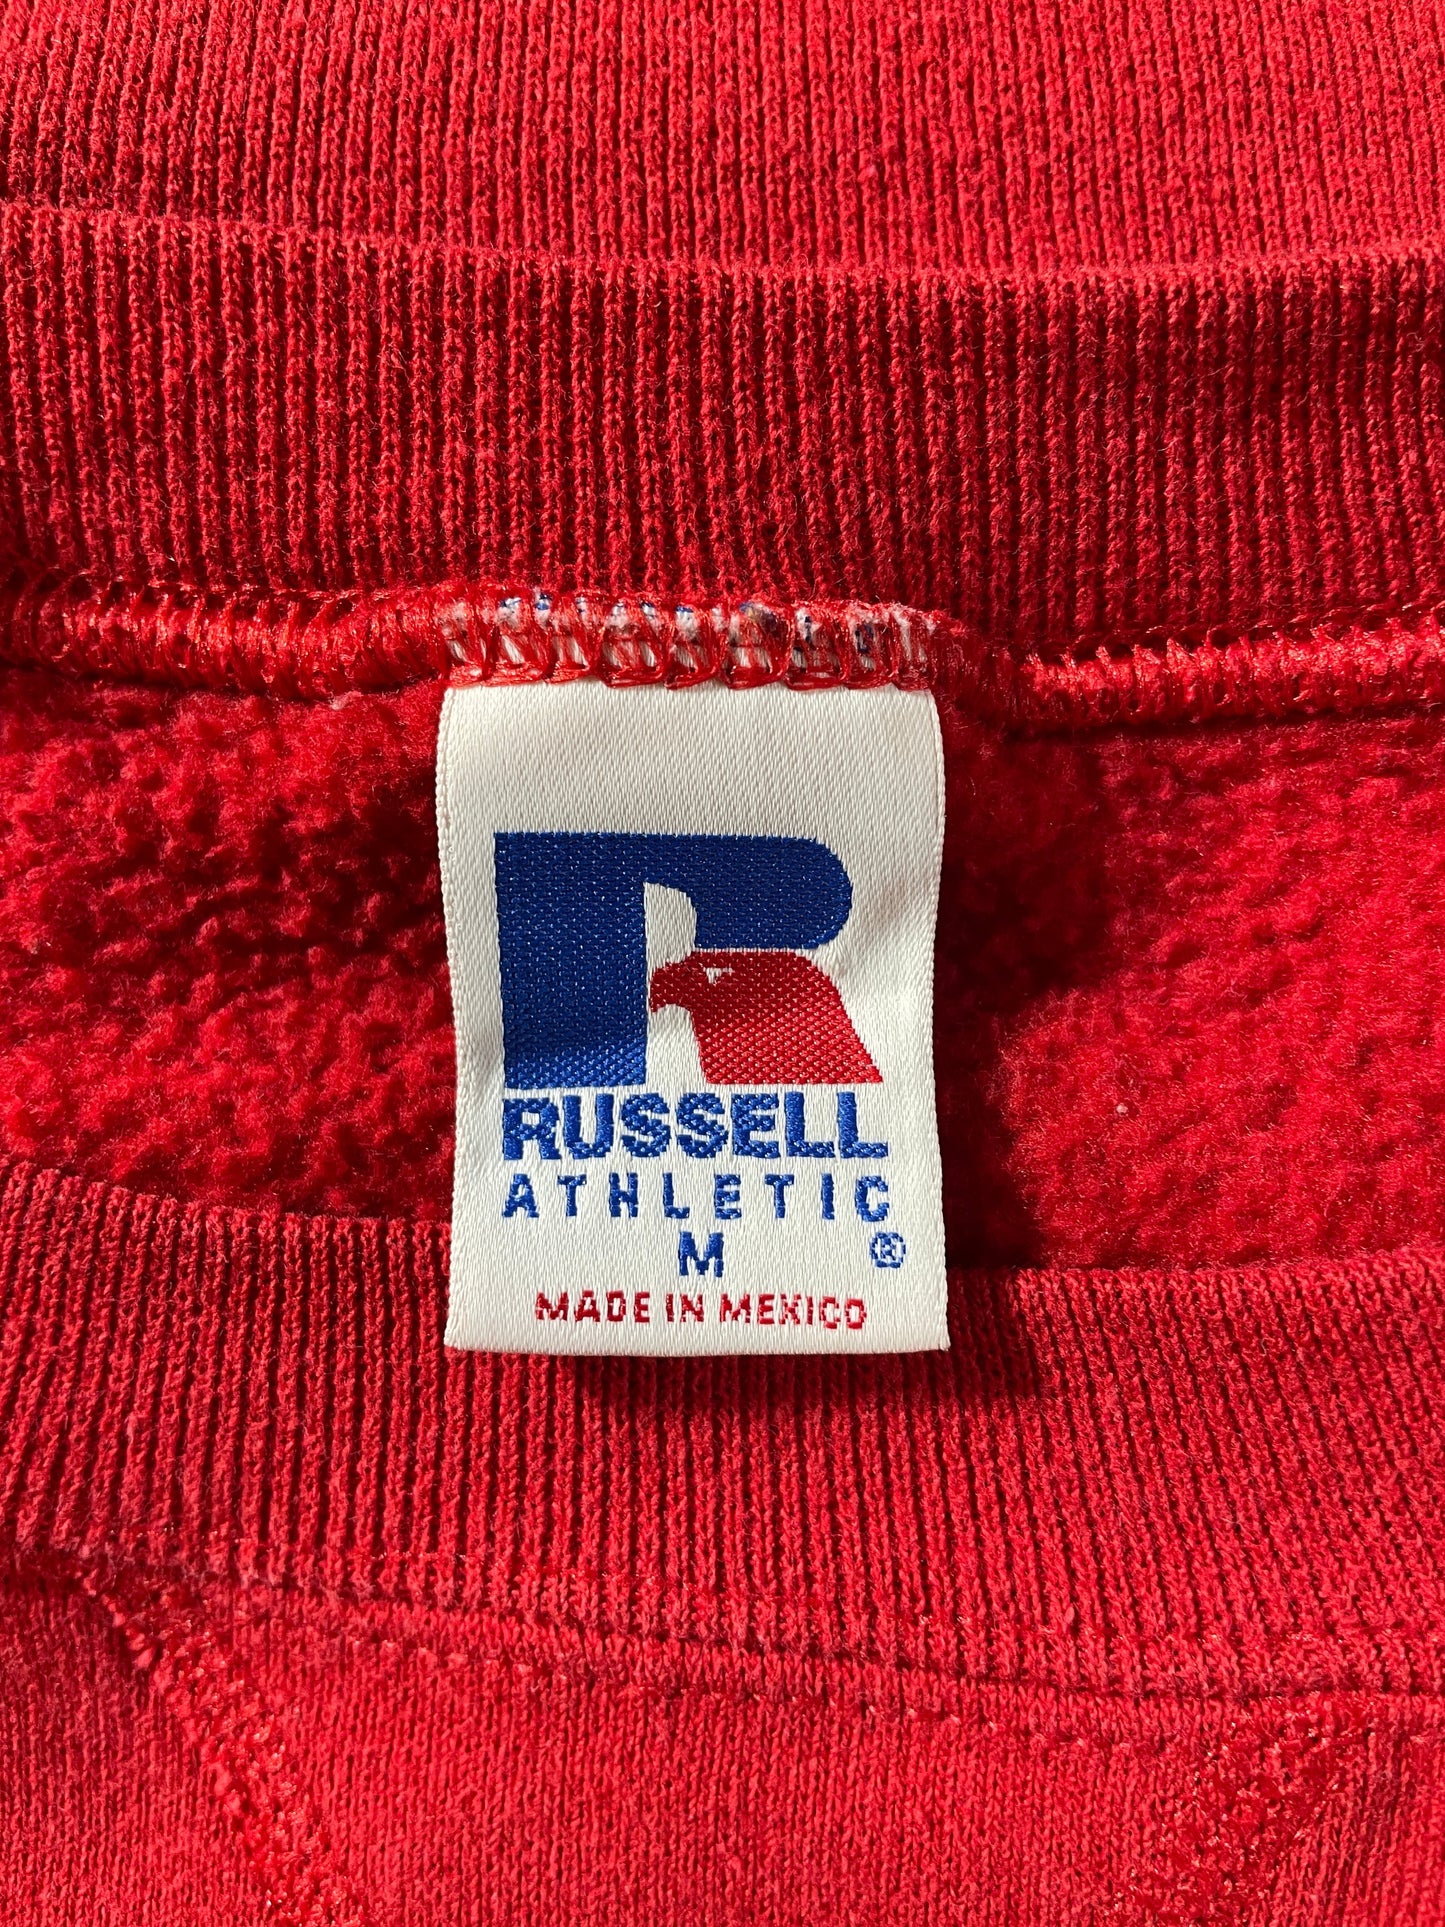 R
RUSSELL
ATHLETIC
M ®
MADE IN MEXICO